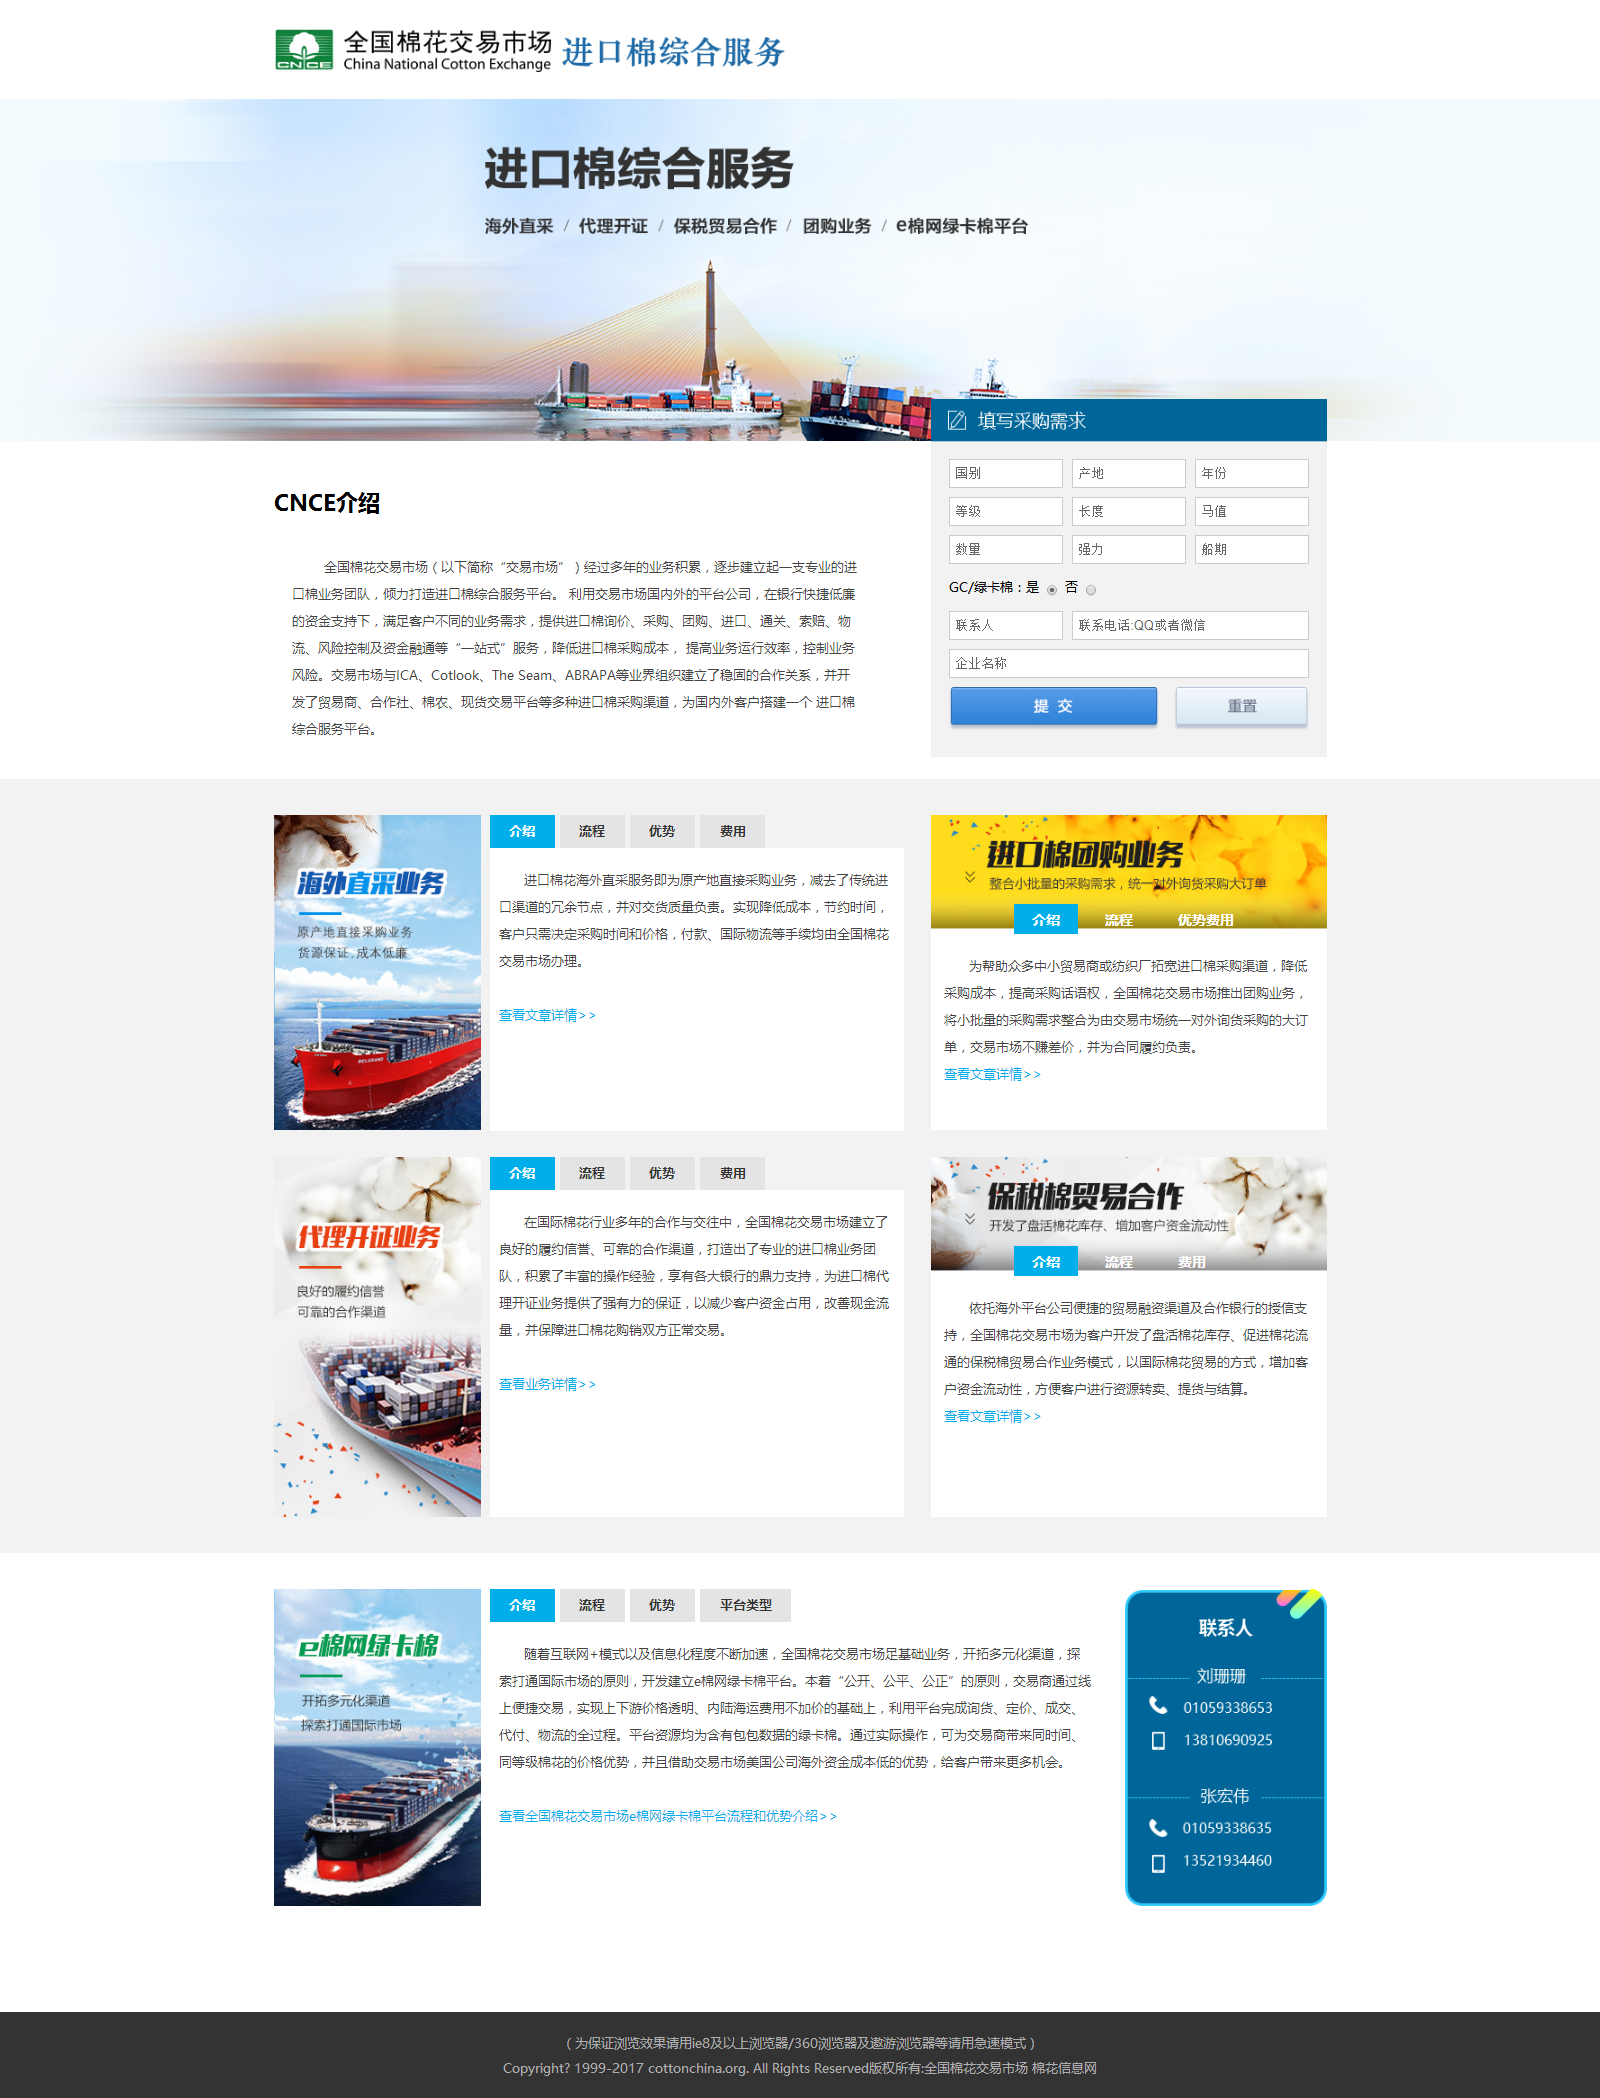 全国棉花交易市场
China National Cotton Exchange
CNCE
进口棉综合服务
进口棉综合服务
海外直采 / 代理开证 / 保税贸易合作 / 团购业务 / e棉网绿卡棉平台
填写采购需求
国别 产地 年份
等级 长度 马值
数量 强力 船期
GC/绿卡棉：是 否
联系人 联系电话:QQ或者微信
企业名称
提 交 重置
CNCE介绍
全国棉花交易市场（以下简称“交易市场”）经过多年的业务积累，逐步建立起一支专业的进
口棉业务团队，倾力打造进口棉综合服务平台。 利用交易市场国内外的平台公司，在银行快捷低廉
的资金支持下，满足客户不同的业务需求，提供进口棉询价、采购、团购、进口、通关、索赔、物
流、风险控制及资金融通等“一站式”服务，降低进口棉采购成本， 提高业务运行效率，控制业务
风险。交易市场与ICA、Cotlook、The Seam、ABRAPA等业界组织建立了稳固的合作关系，并开
发了贸易商、合作社、棉农、现货交易平台等多种进口棉采购渠道，为国内外客户搭建一个 进口棉
综合服务平台。
海外直采业务
原产地直接采购业务
货源保证,成本低廉
介绍 流程 优势 费用
进口棉花海外直采服务即为原产地直接采购业务，减去了传统进
口渠道的冗余节点，并对交货质量负责。实现降低成本，节约时间，
客户只需决定采购时间和价格，付款、国际物流等手续均由全国棉花
交易市场办理。
查看文章详情>>
进口棉团购业务
整合小批量的采购需求，统一对外询货采购大订单
介绍 流程 优势费用
为帮助众多中小贸易商或纺织厂拓宽进口棉采购渠道，降低
采购成本，提高采购话语权，全国棉花交易市场推出团购业务，
将小批量的采购需求整合为由交易市场统一对外询货采购的大订
单，交易市场不赚差价，并为合同履约负责。
查看文章详情>>
代理开证业务
良好的履约信誉
可靠的合作渠道
介绍 流程 优势 费用
在国际棉花行业多年的合作与交往中，全国棉花交易市场建立了
良好的履约信誉、可靠的合作渠道，打造出了专业的进口棉业务团
队，积累了丰富的操作经验，享有各大银行的鼎力支持，为进口棉代
理开证业务提供了强有力的保证，以减少客户资金占用，改善现金流
量，并保障进口棉花购销双方正常交易。
查看业务详情>>
保税棉贸易合作
开发了盘活棉花库存、增加客户资金流动性
介绍 流程 费用
依托海外平台公司便捷的贸易融资渠道及合作银行的授信支
持，全国棉花交易市场为客户开发了盘活棉花库存、促进棉花流
通的保税棉贸易合作业务模式，以国际棉花贸易的方式，增加客
户资金流动性，方便客户进行资源转卖、提货与结算。
查看文章详情>>
e棉网绿卡棉
开拓多元化渠道
探索打通国际市场
介绍 流程 优势 平台类型
随着互联网+模式以及信息化程度不断加速，全国棉花交易市场足基础业务，开拓多元化渠道，探
索打通国际市场的原则，开发建立e棉网绿卡棉平台。本着“公开、公平、公正”的原则，交易商通过线
上便捷交易，实现上下游价格透明、内陆海运费用不加价的基础上，利用平台完成询货、定价、成交、
代付、物流的全过程。平台资源均为含有包包数据的绿卡棉。通过实际操作，可为交易商带来同时间、
同等级棉花的价格优势，并且借助交易市场美国公司海外资金成本低的优势，给客户带来更多机会。
查看全国棉花交易市场e棉网绿卡棉平台流程和优势介绍>>
联系人
刘珊珊
01059338653
13810690925
张宏伟
01059338635
13521934460
（为保证浏览效果请用ie8及以上浏览器/360浏览器及遨游浏览器等请用急速模式）
Copyright? 1999-2017 cottonchina.org. All Rights Reserved版权所有:全国棉花交易市场 棉花信息网